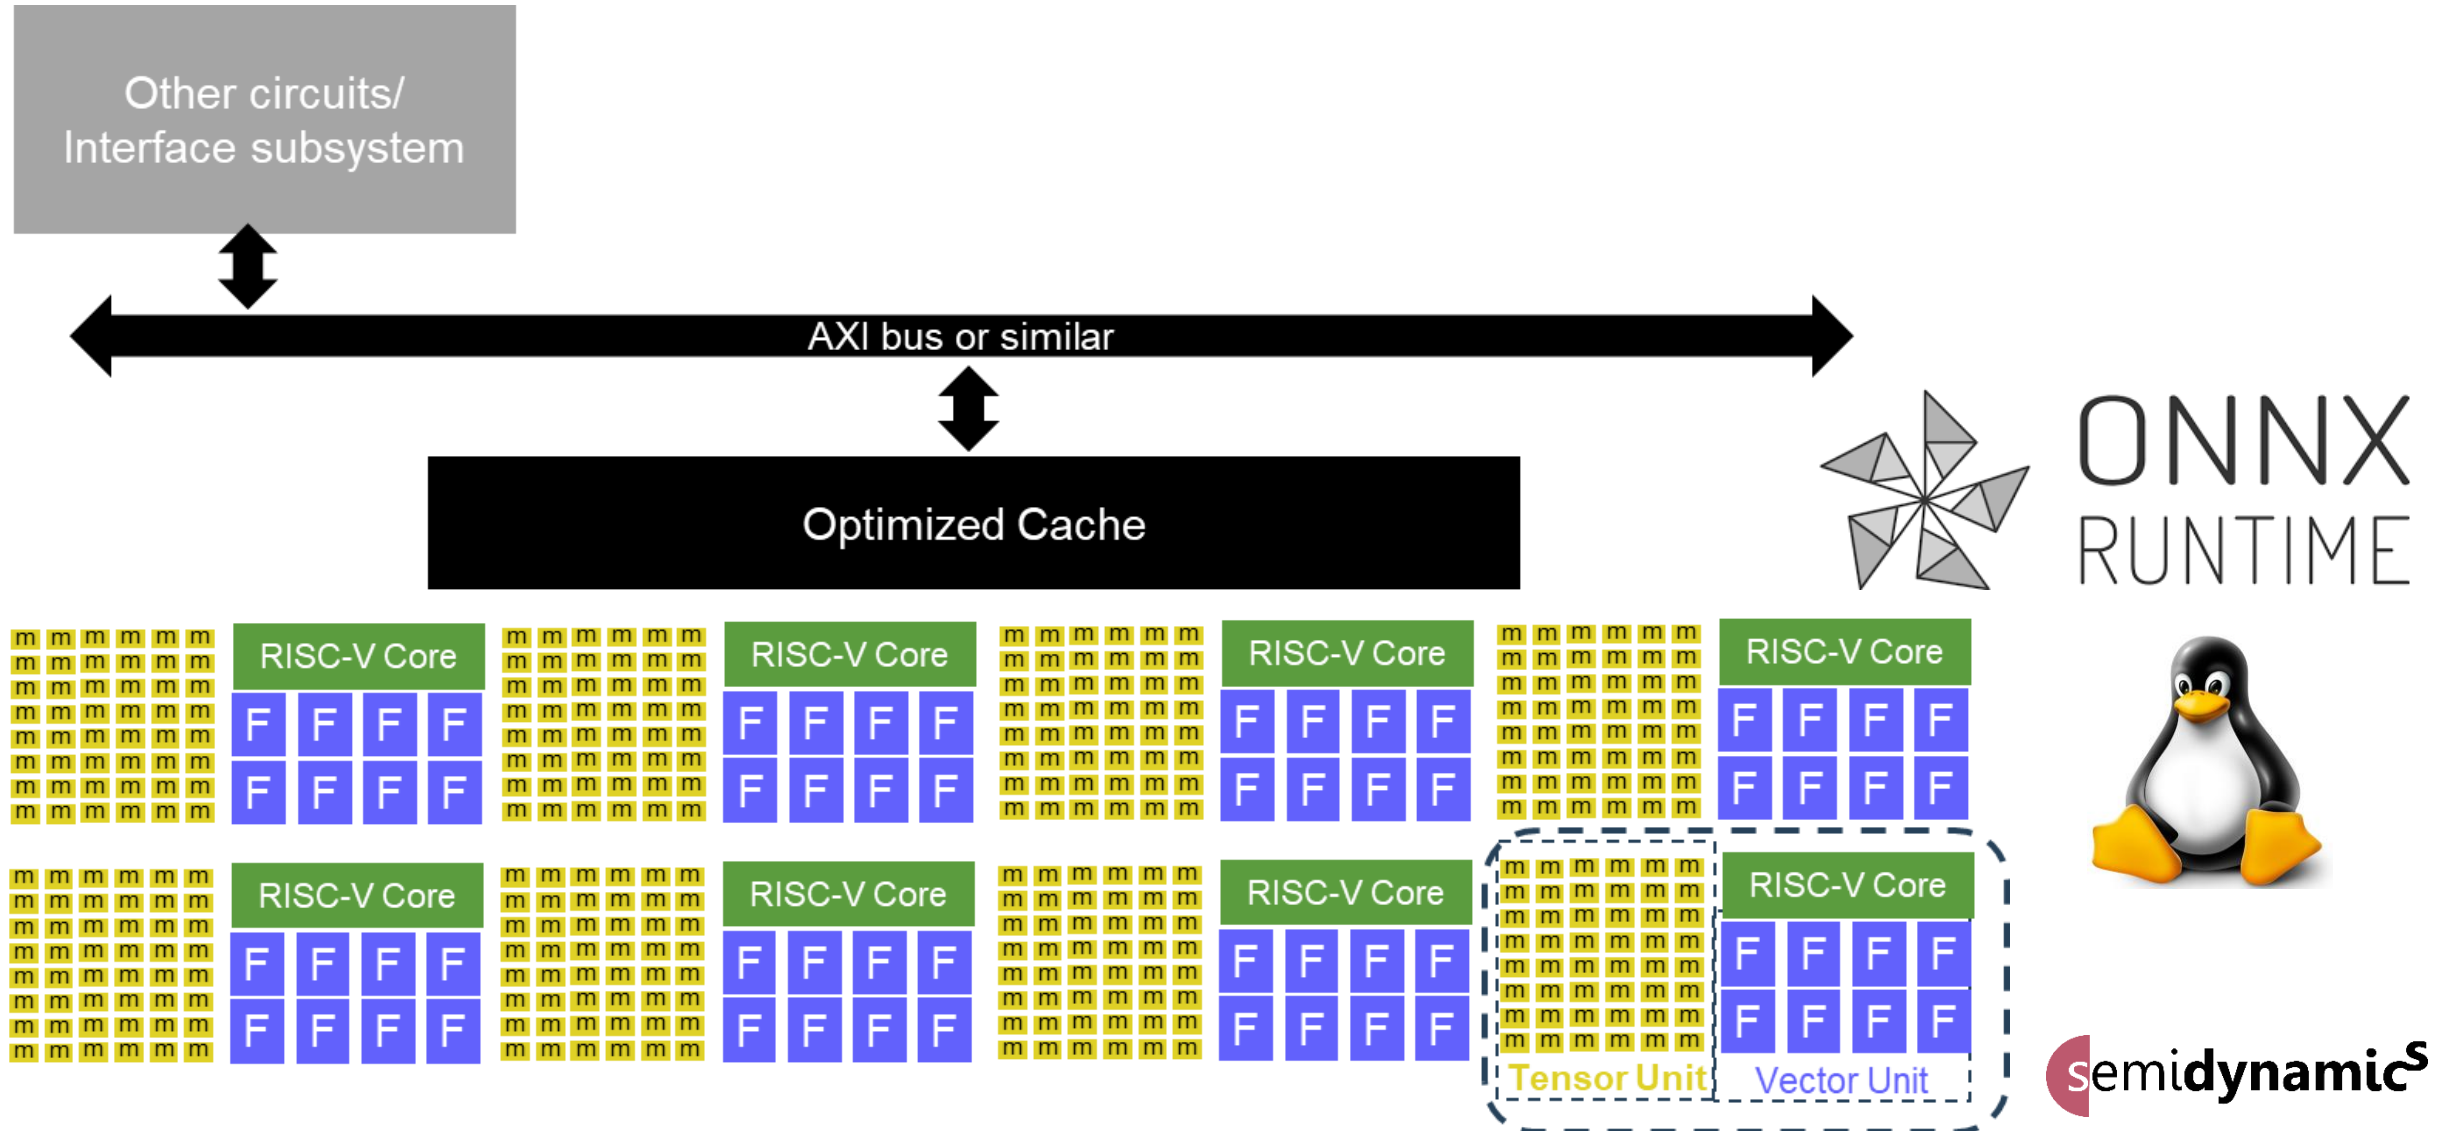 Other circuits/
Interface subsystem
AXI bus or similar
Optimized Cache
ONNX
RUNTIME
m m m m m m
m m m m m m
m m m m m m
m m m m m m
m m m m m m
m m m m m m
m m m m m m
m m m m m m
RISC-V Core
F F F F
F F F F
m m m m m m
m m m m m m
m m m m m m
m m m m m m
m m m m m m
m m m m m m
m m m m m m
m m m m m m
RISC-V Core
F F F F
F F F F
m m m m m m
m m m m m m
m m m m m m
m m m m m m
m m m m m m
m m m m m m
m m m m m m
m m m m m m
RISC-V Core
F F F F
F F F F
m m m m m m
m m m m m m
m m m m m m
m m m m m m
m m m m m m
m m m m m m
m m m m m m
m m m m m m
RISC-V Core
F F F F
F F F F
m m m m m m
m m m m m m
m m m m m m
m m m m m m
m m m m m m
m m m m m m
m m m m m m
m m m m m m
RISC-V Core
F F F F
F F F F
m m m m m m
m m m m m m
m m m m m m
m m m m m m
m m m m m m
m m m m m m
m m m m m m
m m m m m m
RISC-V Core
F F F F
F F F F
m m m m m m
m m m m m m
m m m m m m
m m m m m m
m m m m m m
m m m m m m
m m m m m m
m m m m m m
RISC-V Core
F F F F
F F F F
m m m m m m
m m m m m m
m m m m m m
m m m m m m
m m m m m m
m m m m m m
m m m m m m
m m m m m m
Tensor Unit
RISC-V Core
F F F F
F F F F
Vector Unit
semidynamics